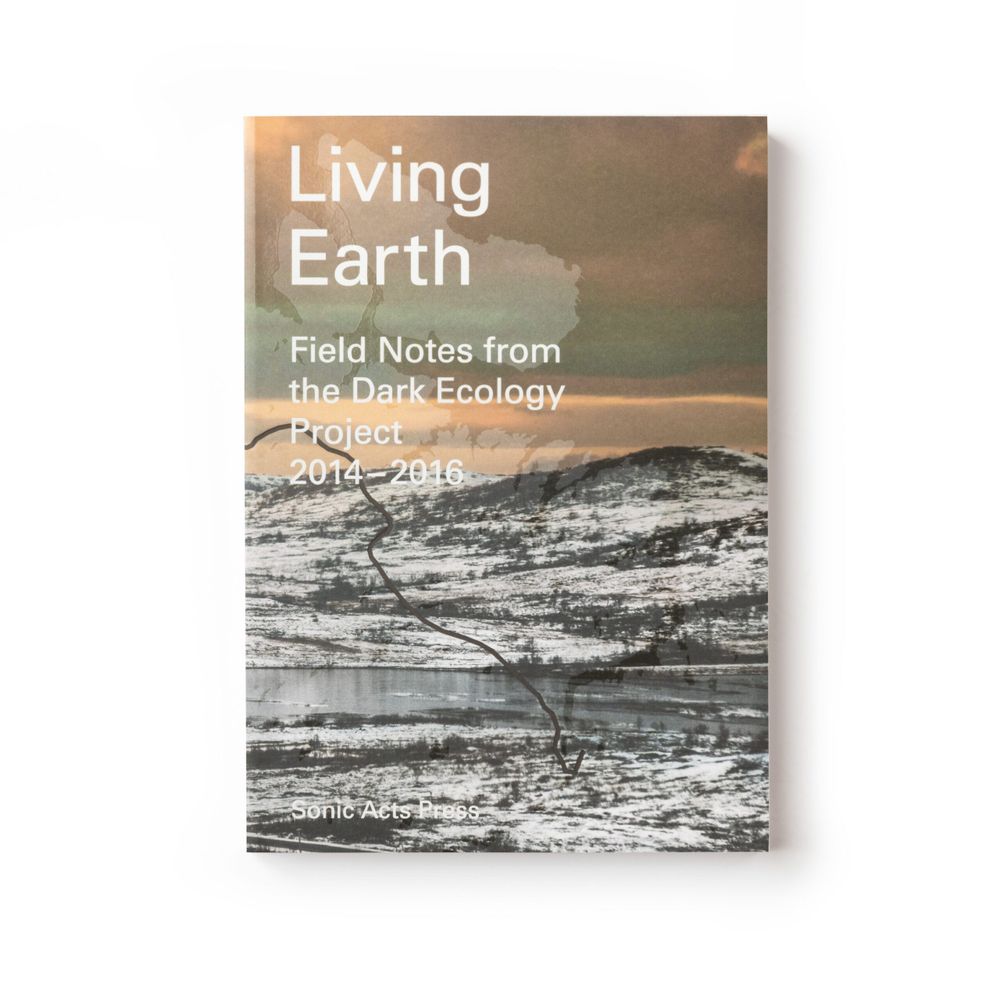 Living
Earth
Field Notes from
the Dark Ecology
Project
2014–2016
Sonic Acts Press